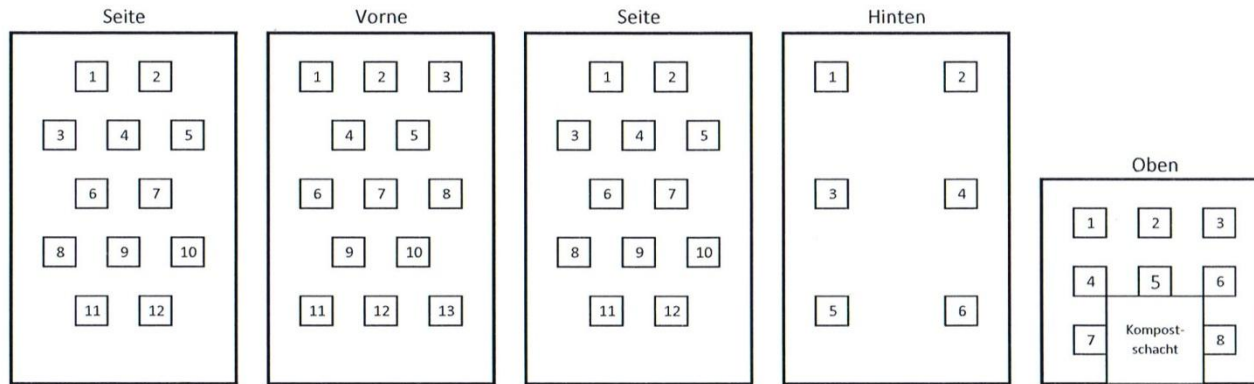 Seite
1 2
3 4 5
6 7
8 9 10
11 12
Vorne
1 2 3
4 5
6 7 8
9 10
11 12 13
Seite
1 2
3 4 5
6 7
8 9 10
11 12
Hinten
1 2
3 4
5 6
Oben
1 2 3
4 5 6
7 Kompost- 8
schacht